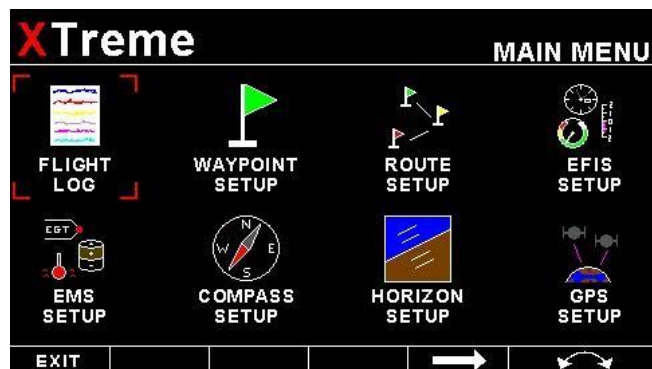 XTreme
MAIN MENU
FLIGHT LOG
WAYPOINT SETUP
ROUTE SETUP
EFIS SETUP
EGT
N
W E
S
EMS SETUP
COMPASS SETUP
HORIZON SETUP
GPS SETUP
EXIT